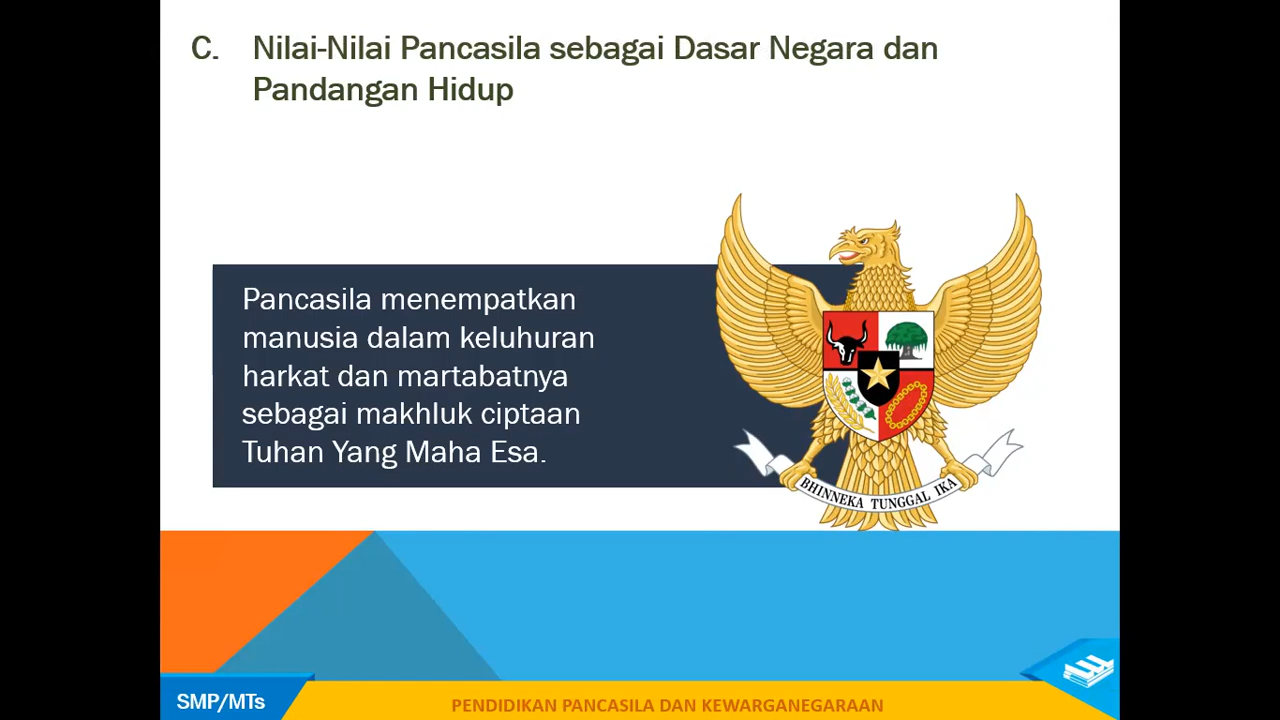 C. Nilai-Nilai Pancasila sebagai Dasar Negara dan
Pandangan Hidup
Pancasila menempatkan
manusia dalam keluhuran
harkat dan martabatnya
sebagai makhluk ciptaan
Tuhan Yang Maha Esa.
BHINNEKA TUNGGAL IKA
SMP/MTs
PENDIDIKAN PANCASILA DAN KEWARGANEGARAAN